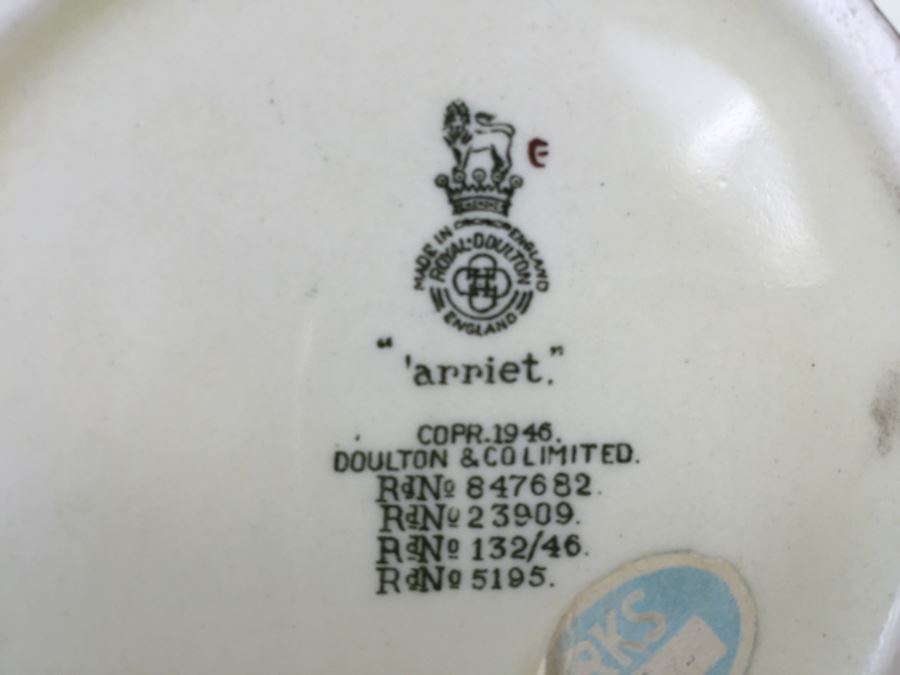 E
MADE IN ENGLAND
ROYAL·DOULTON
ENGLAND
" 'arriet."
COPR.1946.
DOULTON & CO LIMITED.
RdNo 847682.
RdNo 23909.
RdNo 132/46.
RdNo 5195.
RKS